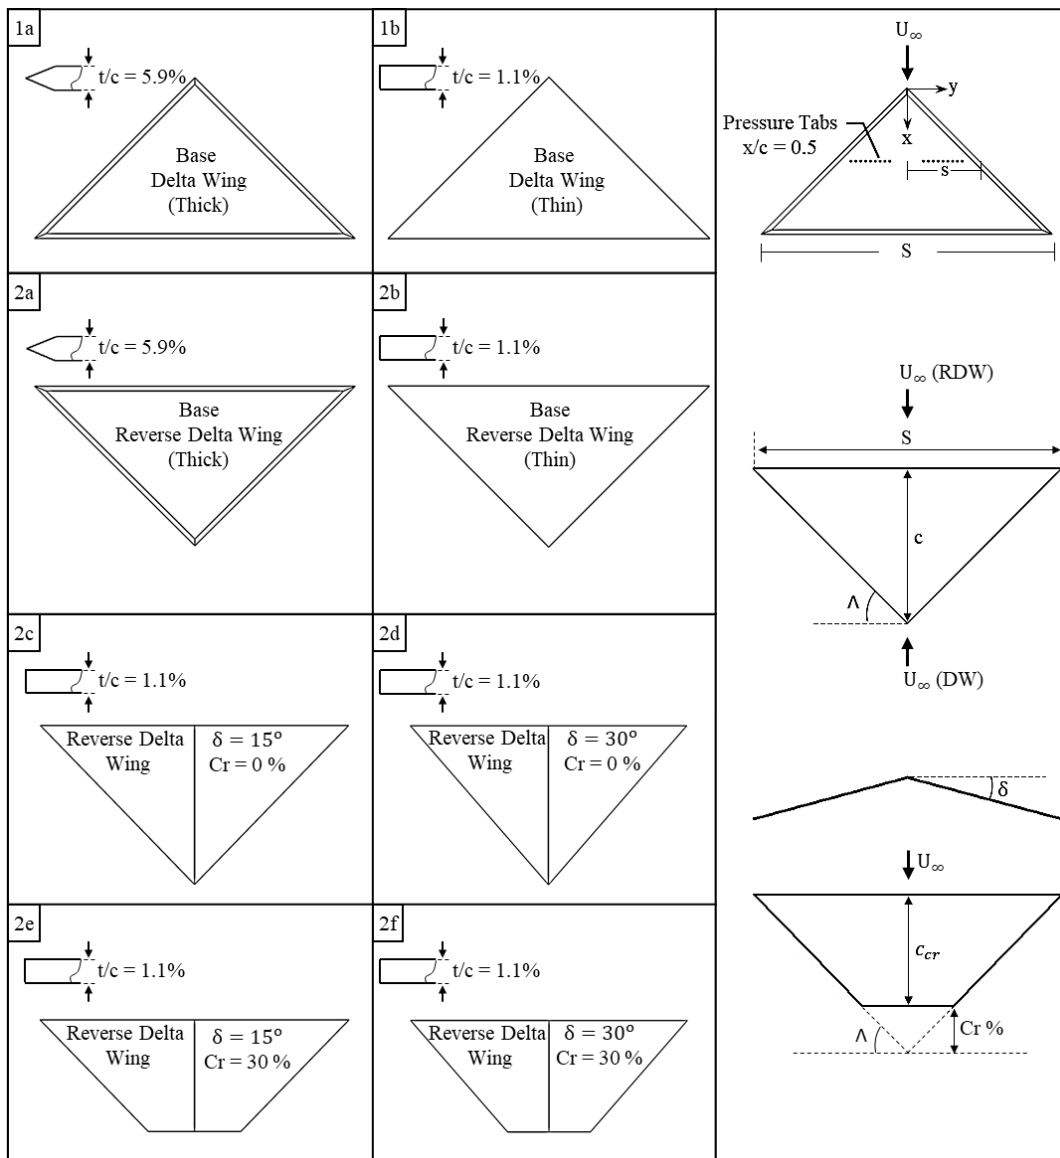 1a
t/c = 5.9%
Base
Delta Wing
(Thick)
1b
t/c = 1.1%
Base
Delta Wing
(Thin)
U∞
y
x
Pressure Tabs
x/c = 0.5
s
S
2a
t/c = 5.9%
Base
Reverse Delta Wing
(Thick)
2b
t/c = 1.1%
Base
Reverse Delta Wing
(Thin)
U∞ (RDW)
S
c
Λ
U∞ (DW)
2c
t/c = 1.1%
Reverse Delta
Wing
δ = 15°
Cr = 0 %
2d
t/c = 1.1%
Reverse Delta
Wing
δ = 30°
Cr = 0 %
δ
U∞
c_cr
Λ
Cr %
2e
t/c = 1.1%
Reverse Delta
Wing
δ = 15°
Cr = 30 %
2f
t/c = 1.1%
Reverse Delta
Wing
δ = 30°
Cr = 30 %